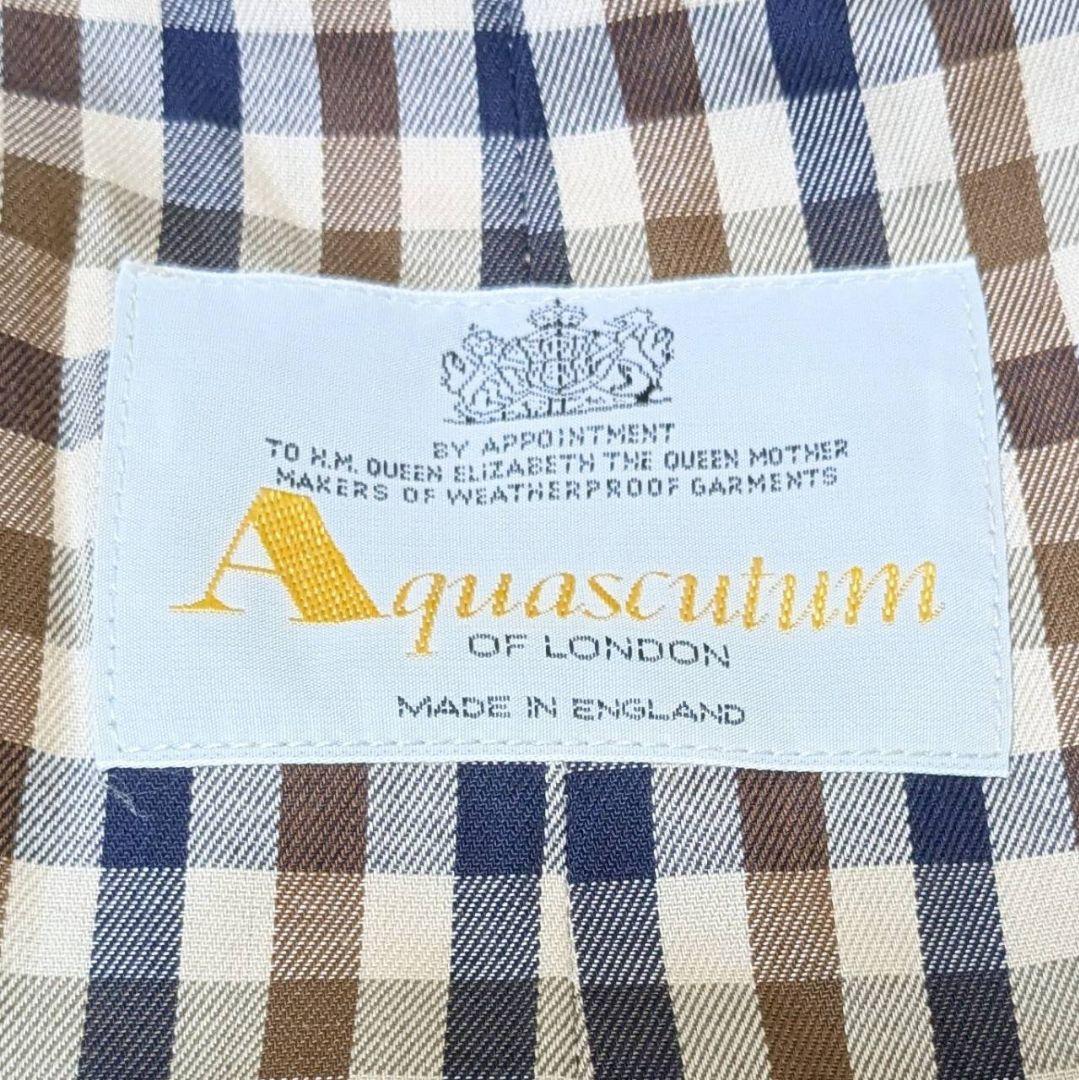 BY APPOINTMENT
TO H.M. QUEEN ELIZABETH THE QUEEN MOTHER
MAKERS OF WEATHERPROOF GARMENTS
Aquascutum
OF LONDON
MADE IN ENGLAND